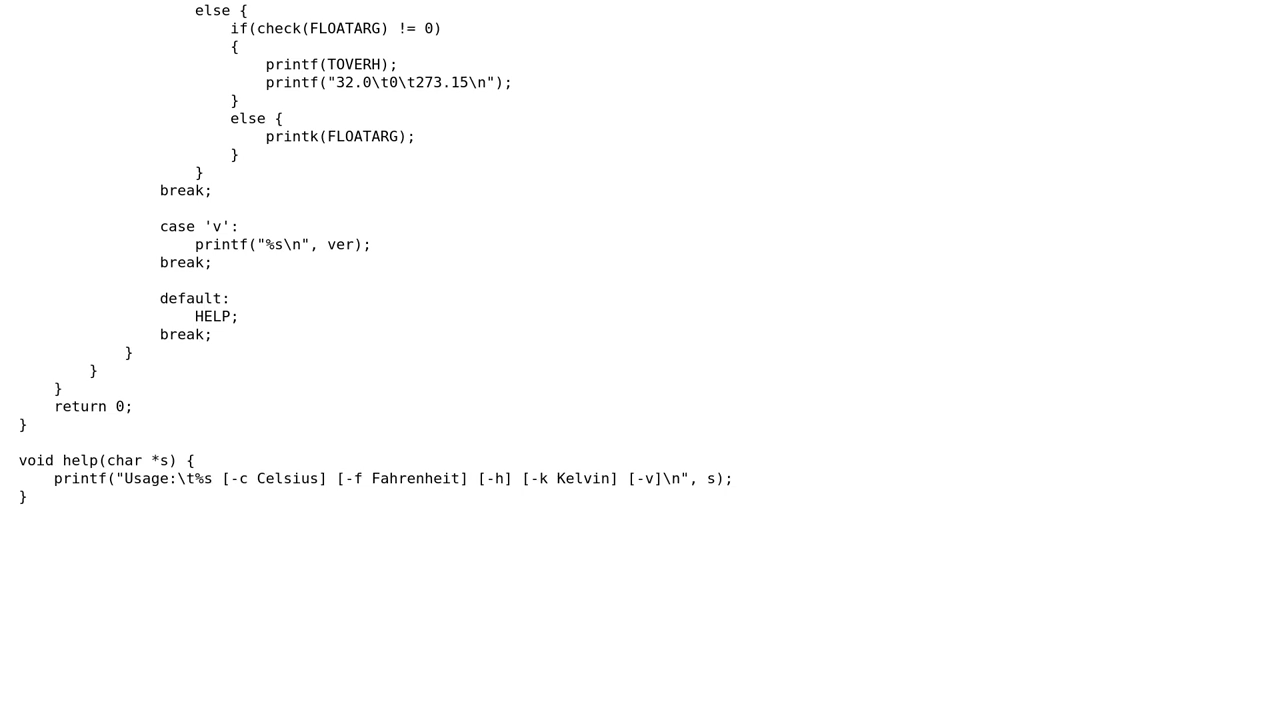 else {
if(check(FLOATARG) != 0)
{
printf(TOVERH);
printf("32.0\t0\t273.15\n");
}
else {
printk(FLOATARG);
}
}
break;
case 'v':
printf("%s\n", ver);
break;
default:
HELP;
break;
}
}
}
return 0;
}
void help(char *s) {
printf("Usage:\t%s [-c Celsius] [-f Fahrenheit] [-h] [-k Kelvin] [-v]\n", s);
}